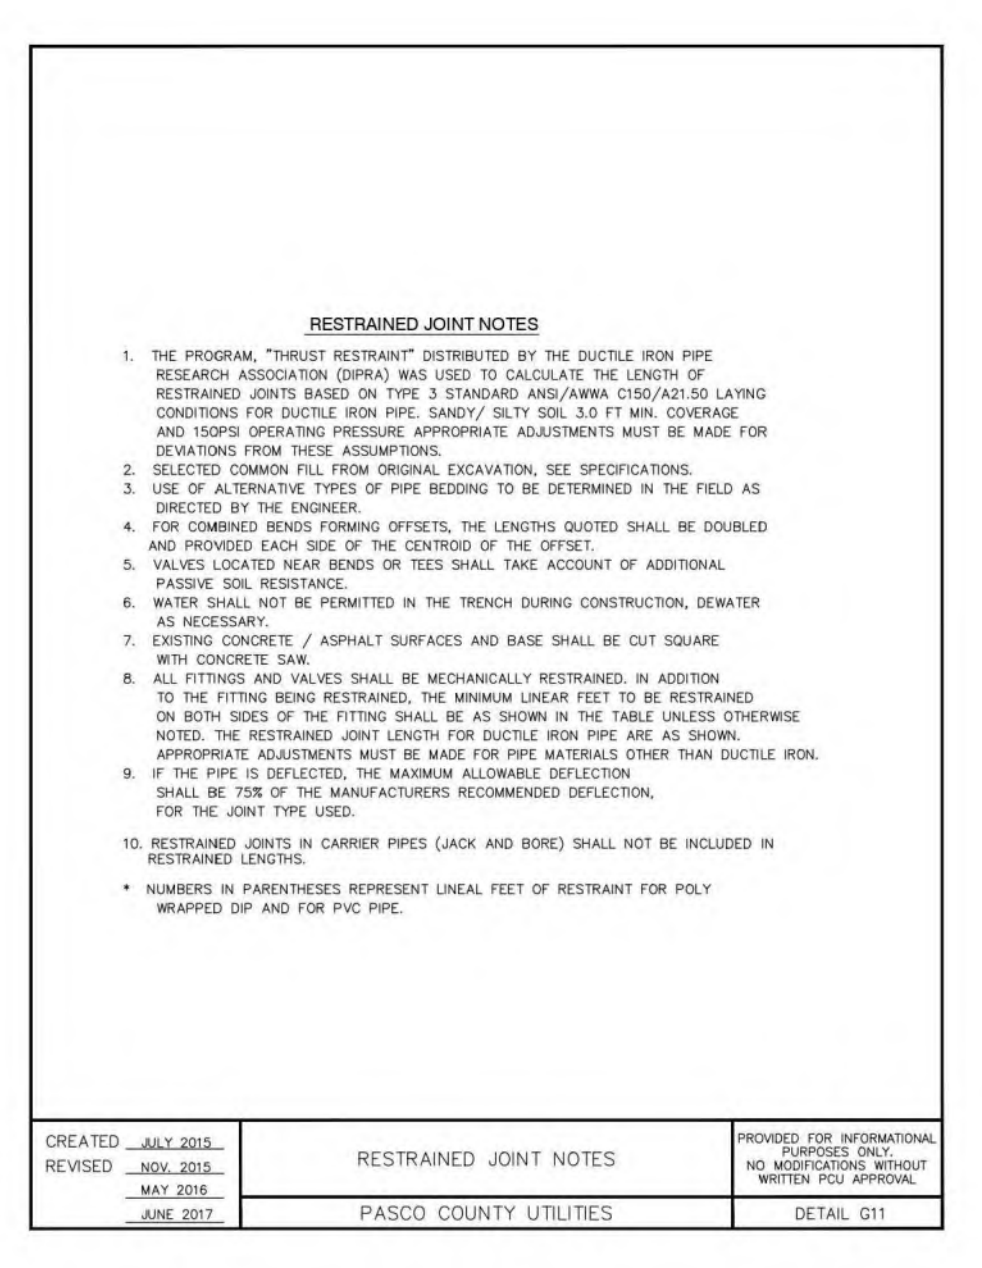 RESTRAINED JOINT NOTES
1. THE PROGRAM, "THRUST RESTRAINT" DISTRIBUTED BY THE DUCTILE IRON PIPE
RESEARCH ASSOCIATION (DIPRA) WAS USED TO CALCULATE THE LENGTH OF
RESTRAINED JOINTS BASED ON TYPE 3 STANDARD ANSI/AWWA C150/A21.50 LAYING
CONDITIONS FOR DUCTILE IRON PIPE. SANDY/ SILTY SOIL 3.0 FT MIN. COVERAGE
AND 150PSI OPERATING PRESSURE APPROPRIATE ADJUSTMENTS MUST BE MADE FOR
DEVIATIONS FROM THESE ASSUMPTIONS.
2. SELECTED COMMON FILL FROM ORIGINAL EXCAVATION, SEE SPECIFICATIONS.
3. USE OF ALTERNATIVE TYPES OF PIPE BEDDING TO BE DETERMINED IN THE FIELD AS
DIRECTED BY THE ENGINEER.
4. FOR COMBINED BENDS FORMING OFFSETS, THE LENGTHS QUOTED SHALL BE DOUBLED
AND PROVIDED EACH SIDE OF THE CENTROID OF THE OFFSET.
5. VALVES LOCATED NEAR BENDS OR TEES SHALL TAKE ACCOUNT OF ADDITIONAL
PASSIVE SOIL RESISTANCE.
6. WATER SHALL NOT BE PERMITTED IN THE TRENCH DURING CONSTRUCTION, DEWATER
AS NECESSARY.
7. EXISTING CONCRETE / ASPHALT SURFACES AND BASE SHALL BE CUT SQUARE
WITH CONCRETE SAW.
8. ALL FITTINGS AND VALVES SHALL BE MECHANICALLY RESTRAINED. IN ADDITION
TO THE FITTING BEING RESTRAINED, THE MINIMUM LINEAR FEET TO BE RESTRAINED
ON BOTH SIDES OF THE FITTING SHALL BE AS SHOWN IN THE TABLE UNLESS OTHERWISE
NOTED. THE RESTRAINED JOINT LENGTH FOR DUCTILE IRON PIPE ARE AS SHOWN.
APPROPRIATE ADJUSTMENTS MUST BE MADE FOR PIPE MATERIALS OTHER THAN DUCTILE IRON.
9. IF THE PIPE IS DEFLECTED, THE MAXIMUM ALLOWABLE DEFLECTION
SHALL BE 75% OF THE MANUFACTURERS RECOMMENDED DEFLECTION,
FOR THE JOINT TYPE USED.
10. RESTRAINED JOINTS IN CARRIER PIPES (JACK AND BORE) SHALL NOT BE INCLUDED IN
RESTRAINED LENGTHS.
* NUMBERS IN PARENTHESES REPRESENT LINEAL FEET OF RESTRAINT FOR POLY
WRAPPED DIP AND FOR PVC PIPE.
CREATED JULY 2015
REVISED NOV. 2015
MAY 2016
JUNE 2017
RESTRAINED JOINT NOTES
PASCO COUNTY UTILITIES
PROVIDED FOR INFORMATIONAL
PURPOSES ONLY.
NO MODIFICATIONS WITHOUT
WRITTEN PCU APPROVAL
DETAIL G11